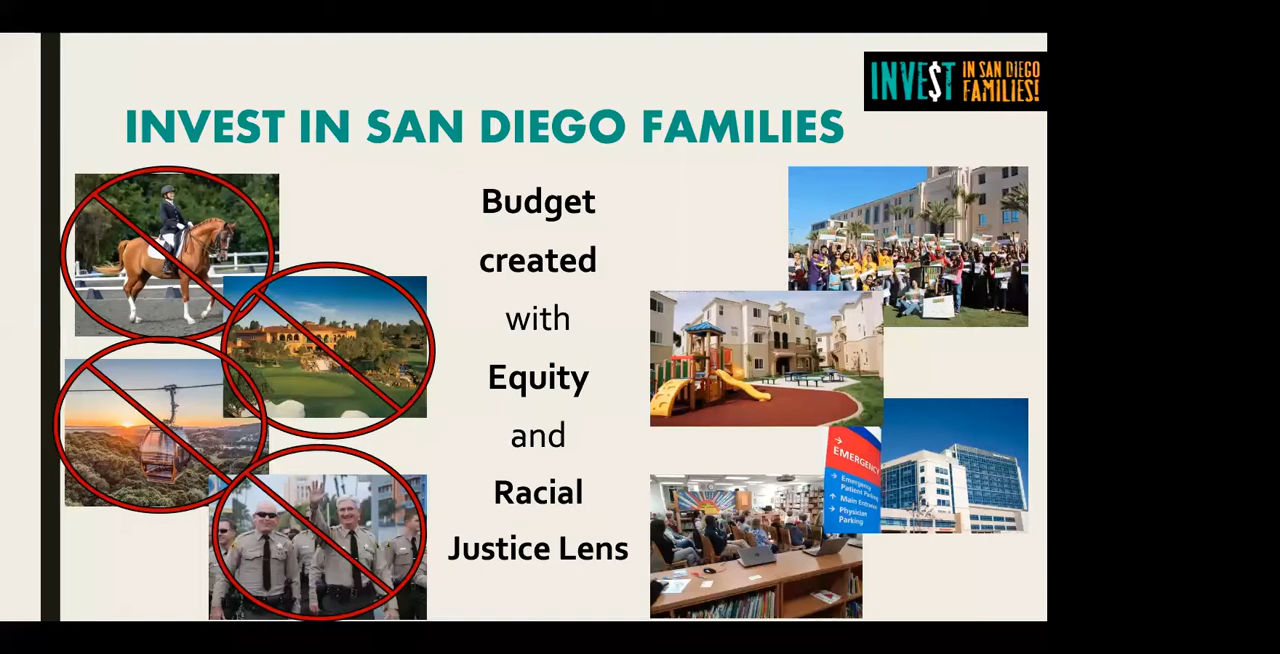 INVE$T IN SAN DIEGO
FAMILIES!
INVEST IN SAN DIEGO FAMILIES
Budget
created
with
Equity
and
Racial
Justice Lens
EMERGENCY
Emergency
Patient Parking
Main Entrance
Physician
Parking